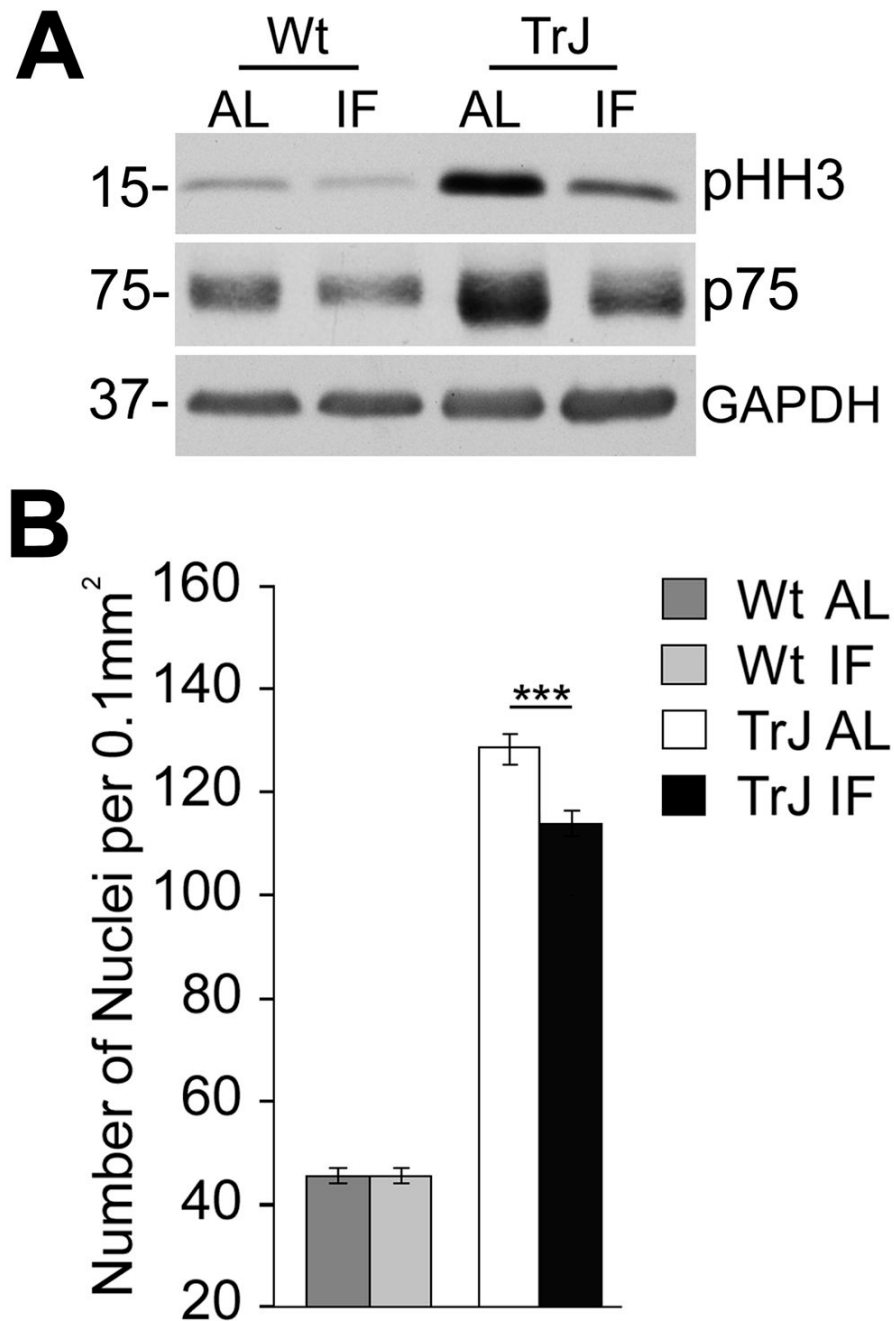 A
Wt TrJ
AL IF AL IF
15- pHH3
75- p75
37- GAPDH
B
Number of Nuclei per 0.1mm²
160
140
120
100
80
60
40
20
***
Wt AL
Wt IF
TrJ AL
TrJ IF